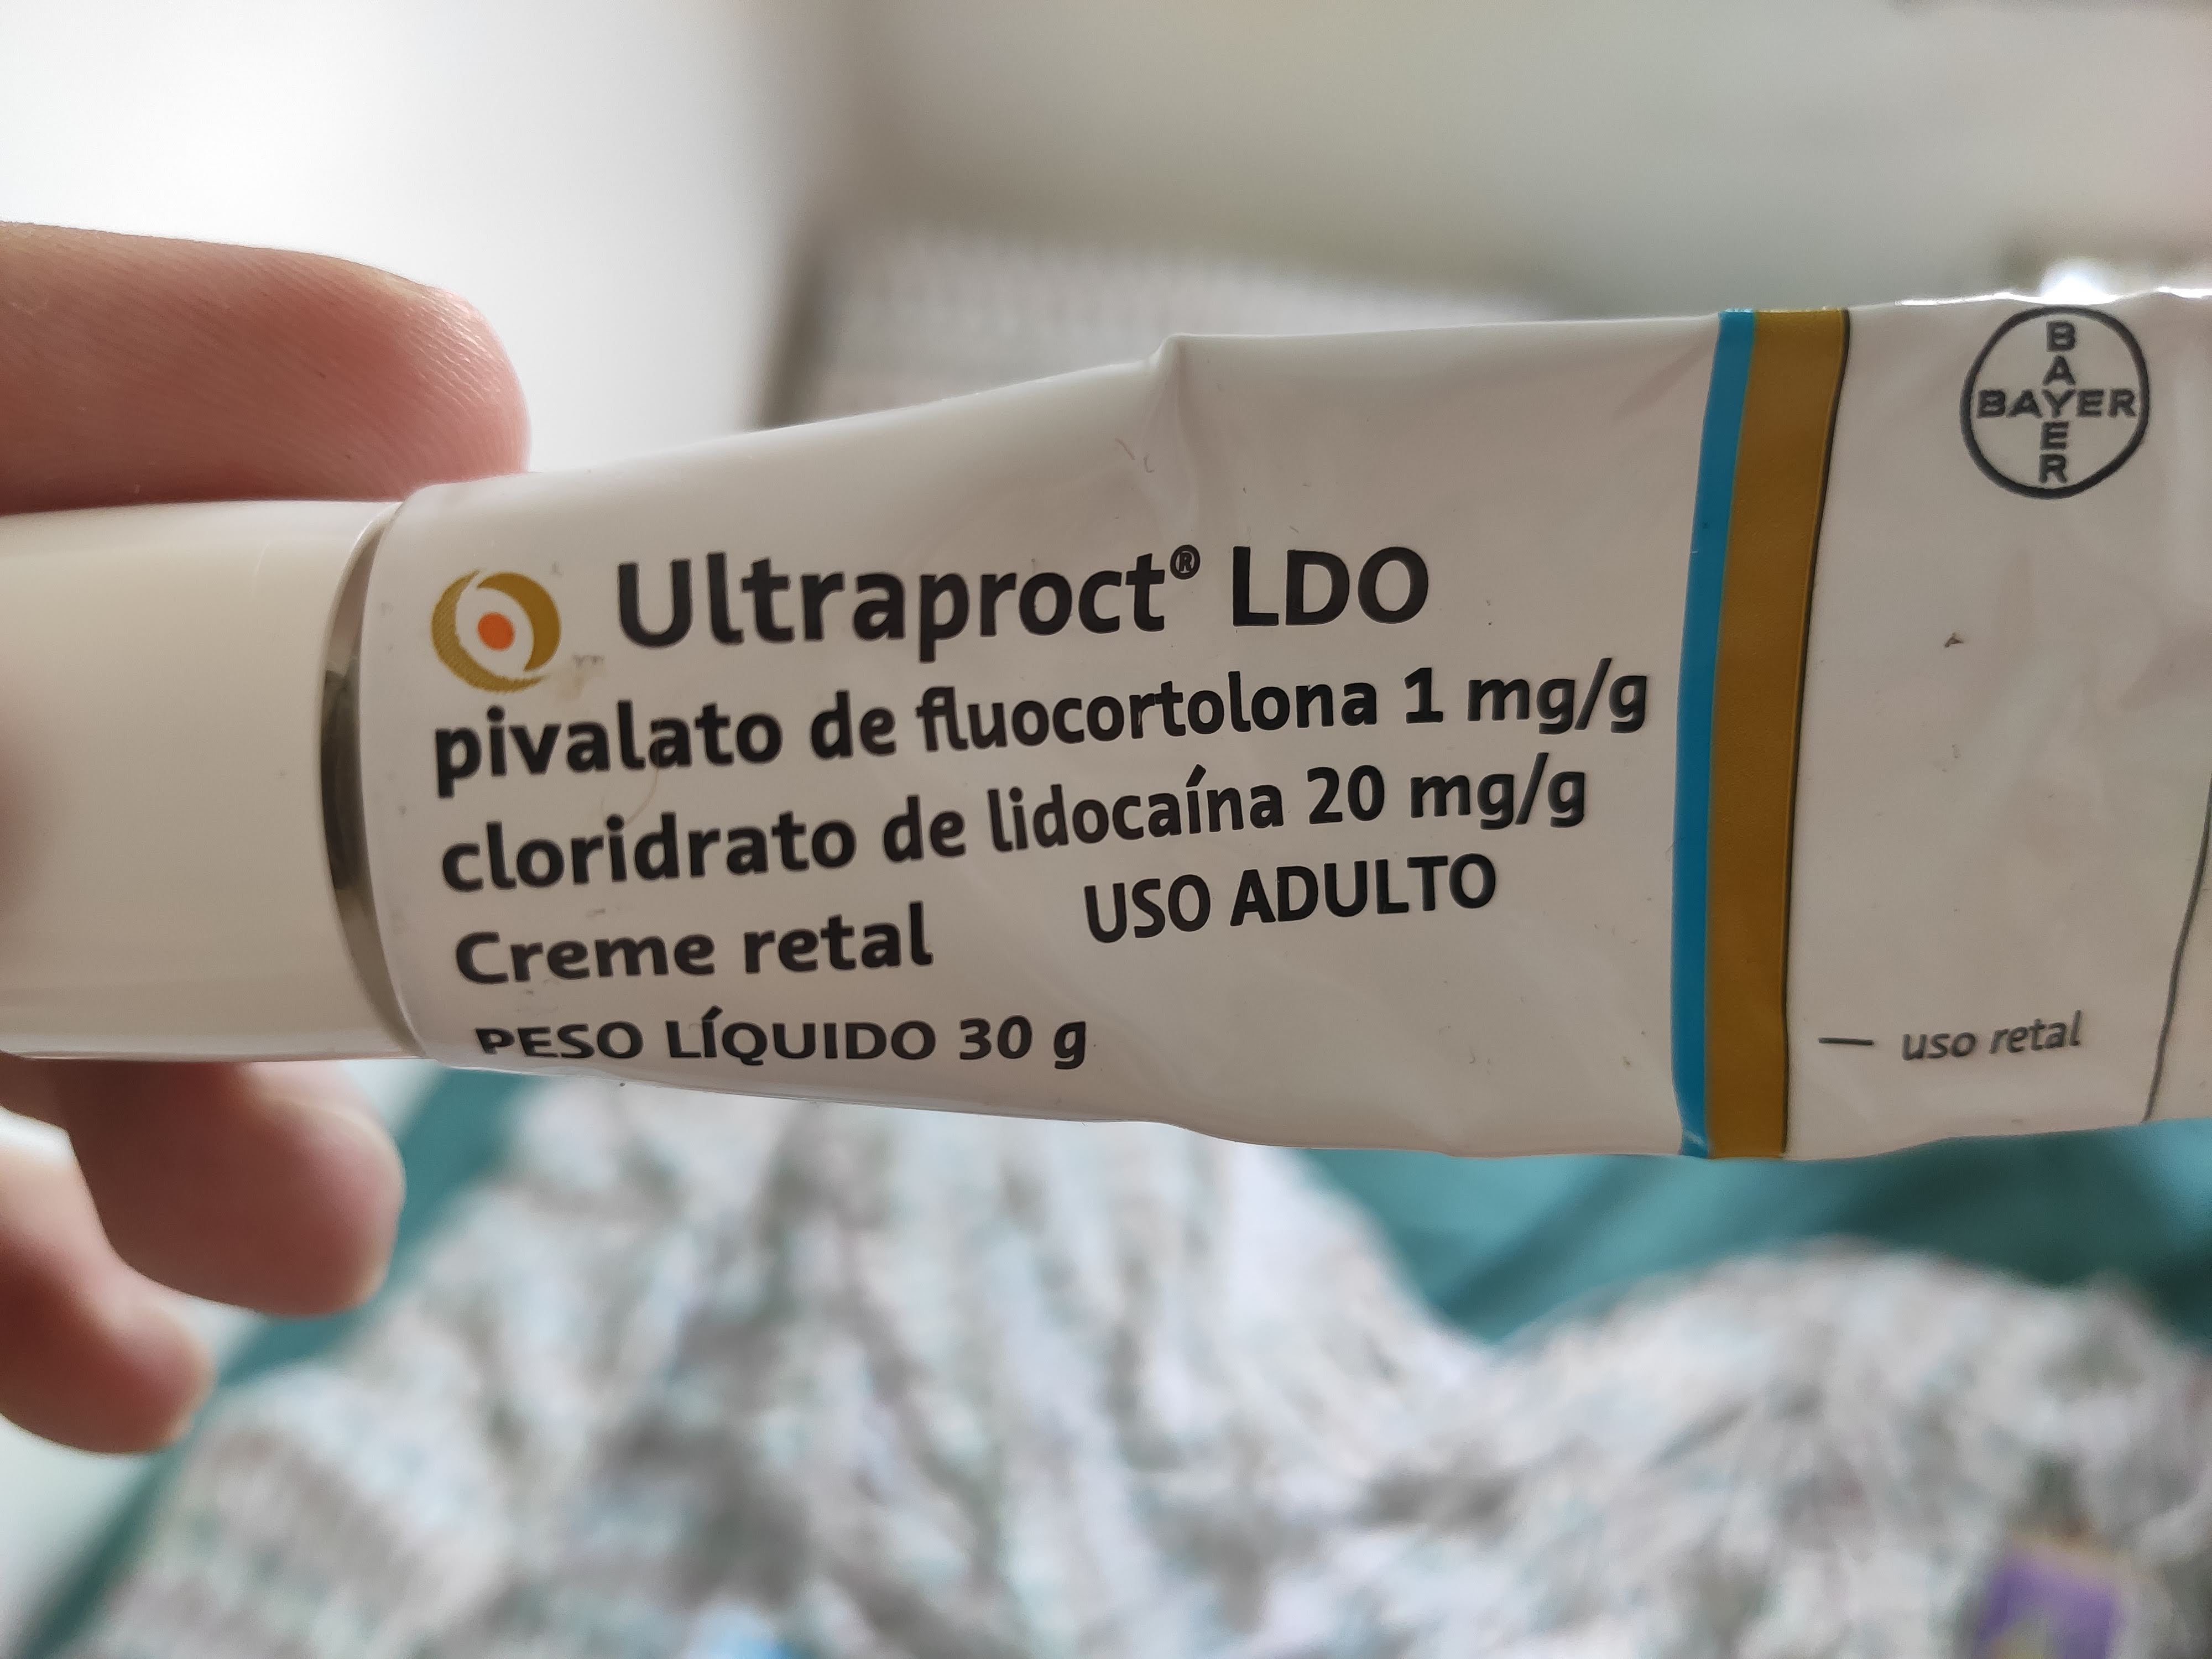 Ultraproct® LDO
pivalato de fluocortolona 1 mg/g
cloridrato de lidocaína 20 mg/g
Creme retal
USO ADULTO
PESO LÍQUIDO 30 g
BAYER
BAYER
uso retal